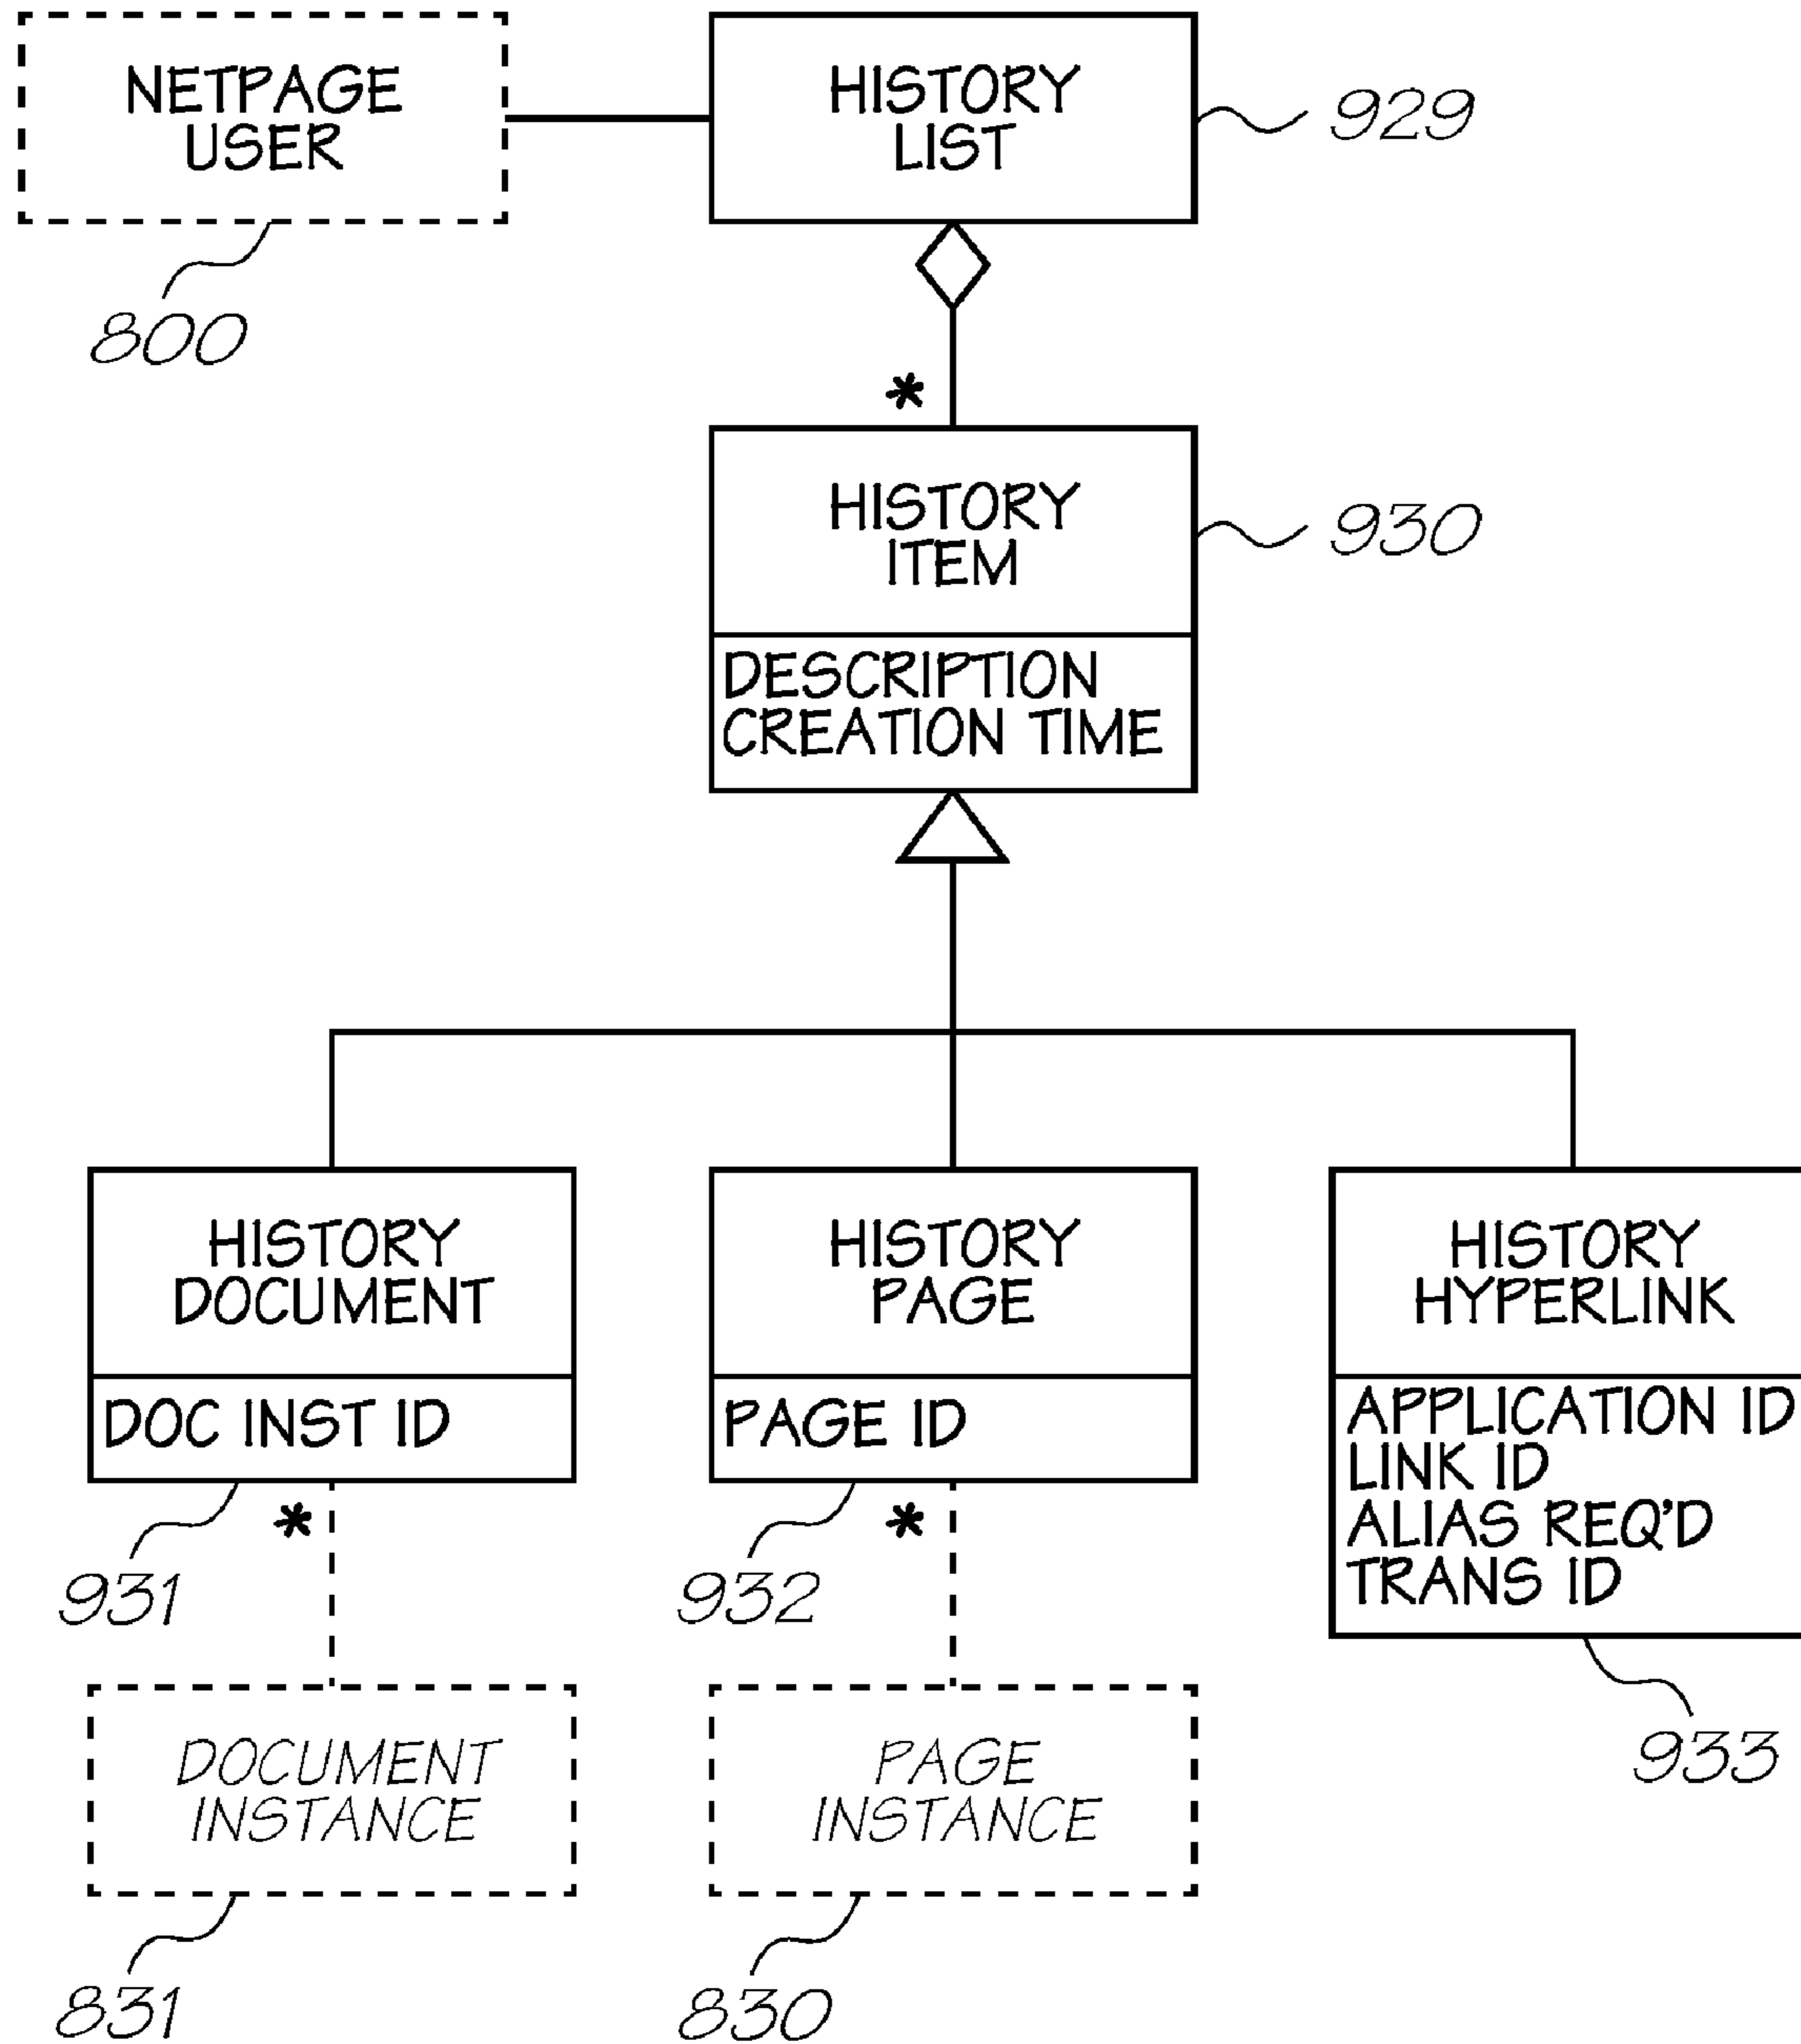 NETPAGE
USER
800
HISTORY
LIST
929
*
HISTORY
ITEM
930
DESCRIPTION
CREATION TIME
HISTORY
DOCUMENT
DOC INST ID
*
931
HISTORY
PAGE
PAGE ID
*
932
HISTORY
HYPERLINK
APPLICATION ID
LINK ID
ALIAS REQ'D
TRANS ID
933
DOCUMENT
INSTANCE
831
PAGE
INSTANCE
830